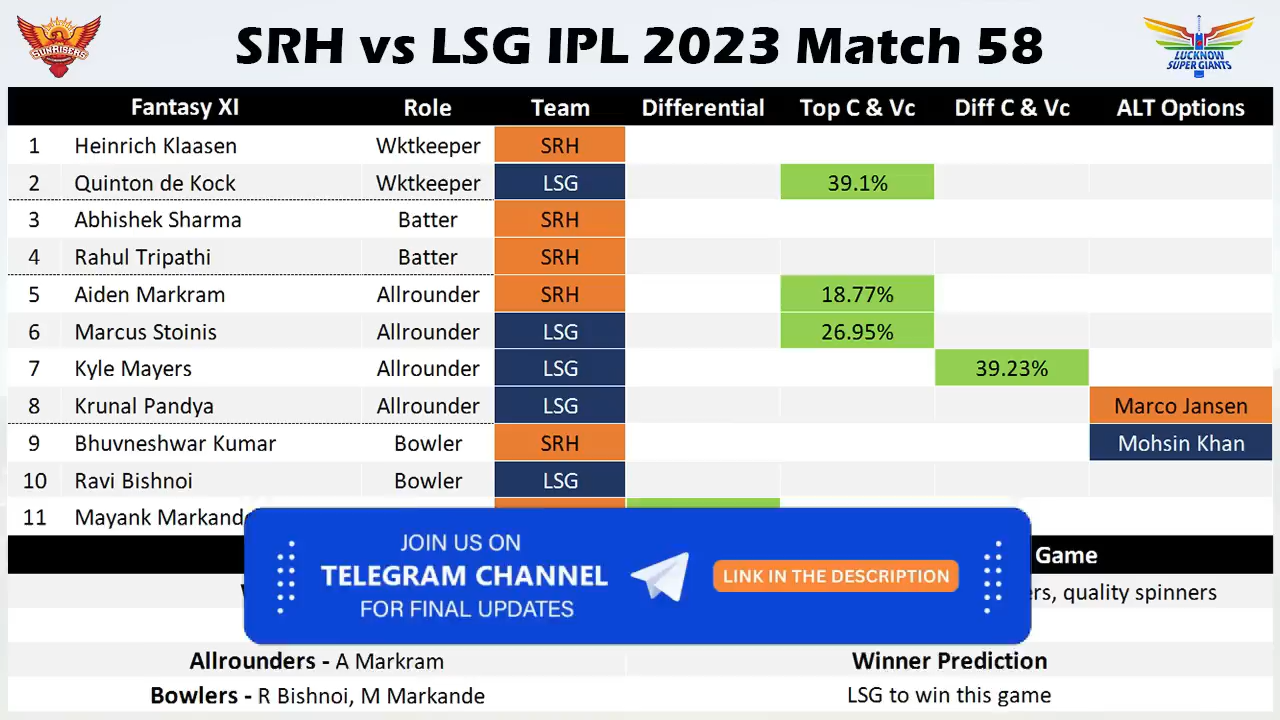 SUNRISERS
SRH vs LSG IPL 2023 Match 58
LUCKNOW
SUPER GIANTS
Fantasy XI Role Team Differential Top C & Vc Diff C & Vc ALT Options
1 Heinrich Klaasen Wktkeeper SRH
2 Quinton de Kock Wktkeeper LSG 39.1%
3 Abhishek Sharma Batter SRH
4 Rahul Tripathi Batter SRH
5 Aiden Markram Allrounder SRH 18.77%
6 Marcus Stoinis Allrounder LSG 26.95%
7 Kyle Mayers Allrounder LSG 39.23%
8 Krunal Pandya Allrounder LSG Marco Jansen
9 Bhuvneshwar Kumar Bowler SRH Mohsin Khan
10 Ravi Bishnoi Bowler LSG
11 Mayank Markand
Game
quality spinners
JOIN US ON
TELEGRAM CHANNEL
FOR FINAL UPDATES
LINK IN THE DESCRIPTION
Allrounders - A Markram Winner Prediction
Bowlers - R Bishnoi, M Markande LSG to win this game